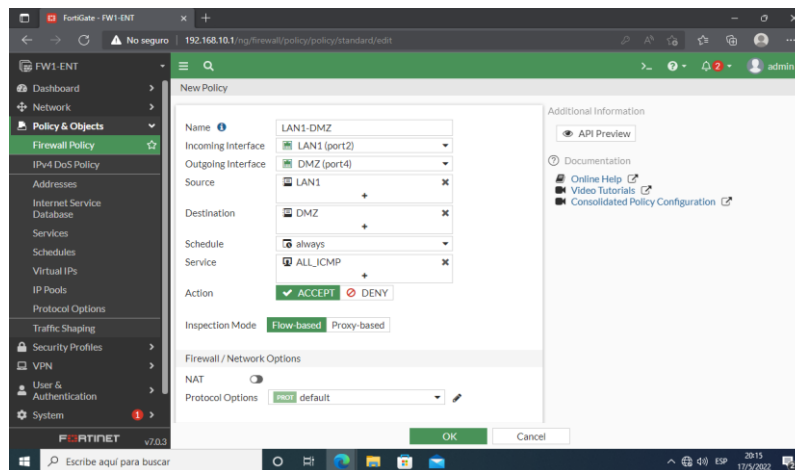 FortiGate - FW1-ENT
No seguro
192.168.10.1/ng/firewall/policy/policy/standard/edit
FW1-ENT
2
admin
Dashboard
Network
Policy & Objects
Firewall Policy
IPv4 DoS Policy
Addresses
Internet Service
Database
Services
Schedules
Virtual IPs
IP Pools
Protocol Options
Traffic Shaping
Security Profiles
VPN
User &
Authentication
System 1
FORTINET v7.0.3
New Policy
Name LAN1-DMZ
Incoming Interface LAN1 (port2)
Outgoing Interface DMZ (port4)
Source LAN1
+
Destination DMZ
+
Schedule always
Service ALL_ICMP
+
Action ACCEPT DENY
Inspection Mode Flow-based Proxy-based
Firewall / Network Options
NAT
Protocol Options PROT default
OK Cancel
Additional Information
API Preview
Documentation
Online Help
Video Tutorials
Consolidated Policy Configuration
Escribe aquí para buscar
ESP
20:15
17/5/2022